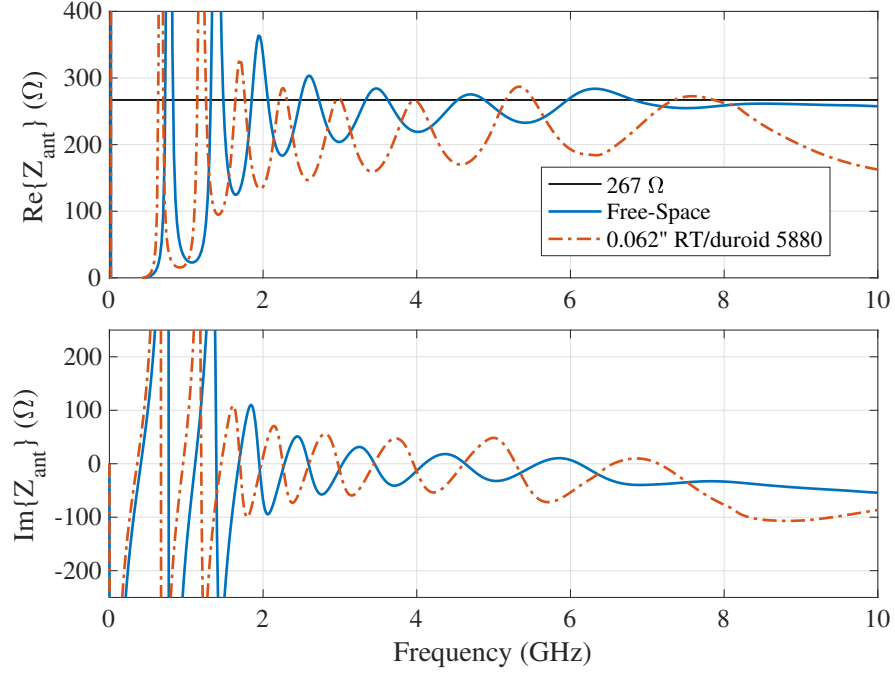 400
300
200
100
0
Re{Z_ant} (Ω)
267 Ω
Free-Space
0.062" RT/duroid 5880
0 2 4 6 8 10
200
100
0
-100
-200
Im{Z_ant} (Ω)
0 2 4 6 8 10
Frequency (GHz)